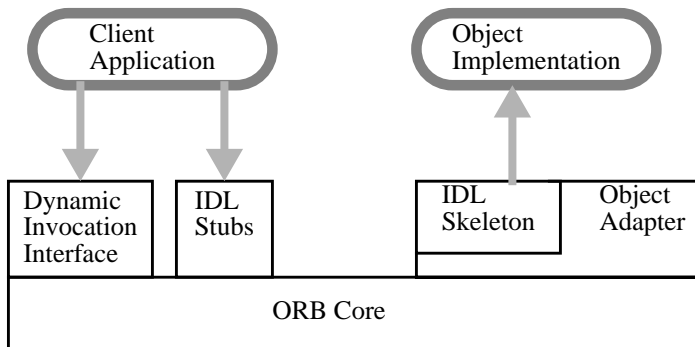 Client
Application
Object
Implementation
Dynamic
Invocation
Interface
IDL
Stubs
IDL
Skeleton
Object
Adapter
ORB Core